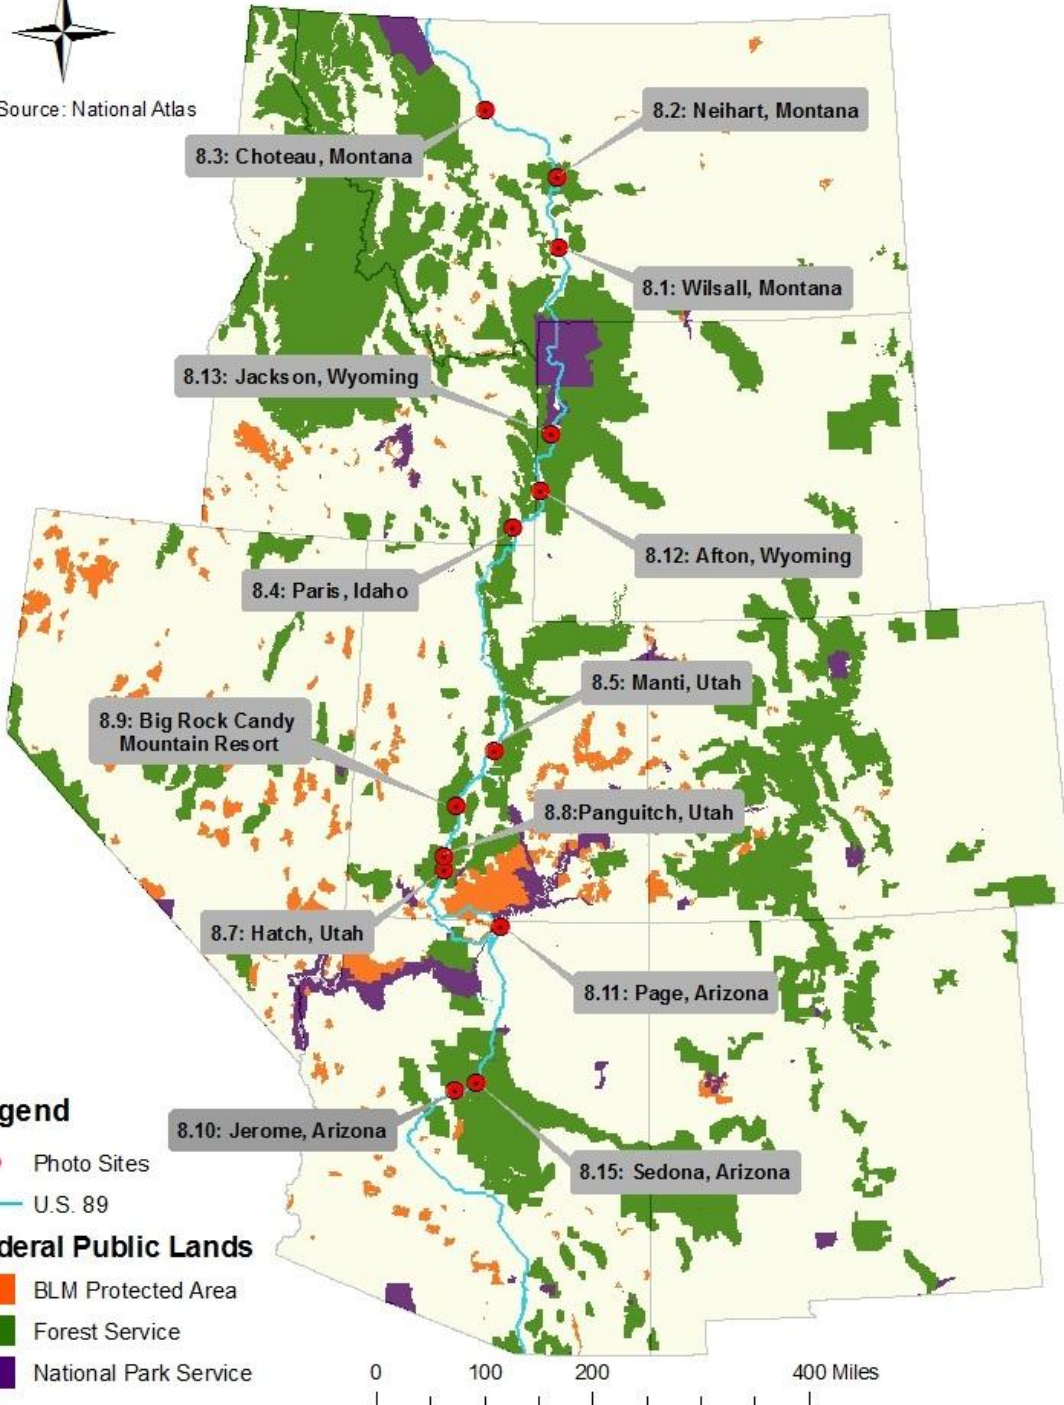 Source: National Atlas
8.2: Neihart, Montana
8.3: Choteau, Montana
8.1: Wilsall, Montana
8.13: Jackson, Wyoming
8.12: Afton, Wyoming
8.4: Paris, Idaho
8.5: Manti, Utah
8.9: Big Rock Candy
Mountain Resort
8.8:Panguitch, Utah
8.7: Hatch, Utah
8.11: Page, Arizona
8.10: Jerome, Arizona
8.15: Sedona, Arizona
gend
Photo Sites
U.S. 89
deral Public Lands
BLM Protected Area
Forest Service
National Park Service
0 100 200 400 Miles